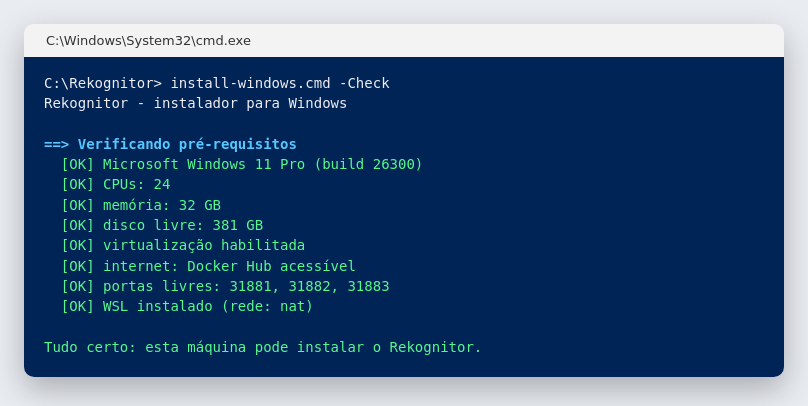 C:\Windows\System32\cmd.exe
C:\Rekognitor> install-windows.cmd -Check
Rekognitor - instalador para Windows
==> Verificando pré-requisitos
[OK] Microsoft Windows 11 Pro (build 26300)
[OK] CPUs: 24
[OK] memória: 32 GB
[OK] disco livre: 381 GB
[OK] virtualização habilitada
[OK] internet: Docker Hub acessível
[OK] portas livres: 31881, 31882, 31883
[OK] WSL instalado (rede: nat)
Tudo certo: esta máquina pode instalar o Rekognitor.